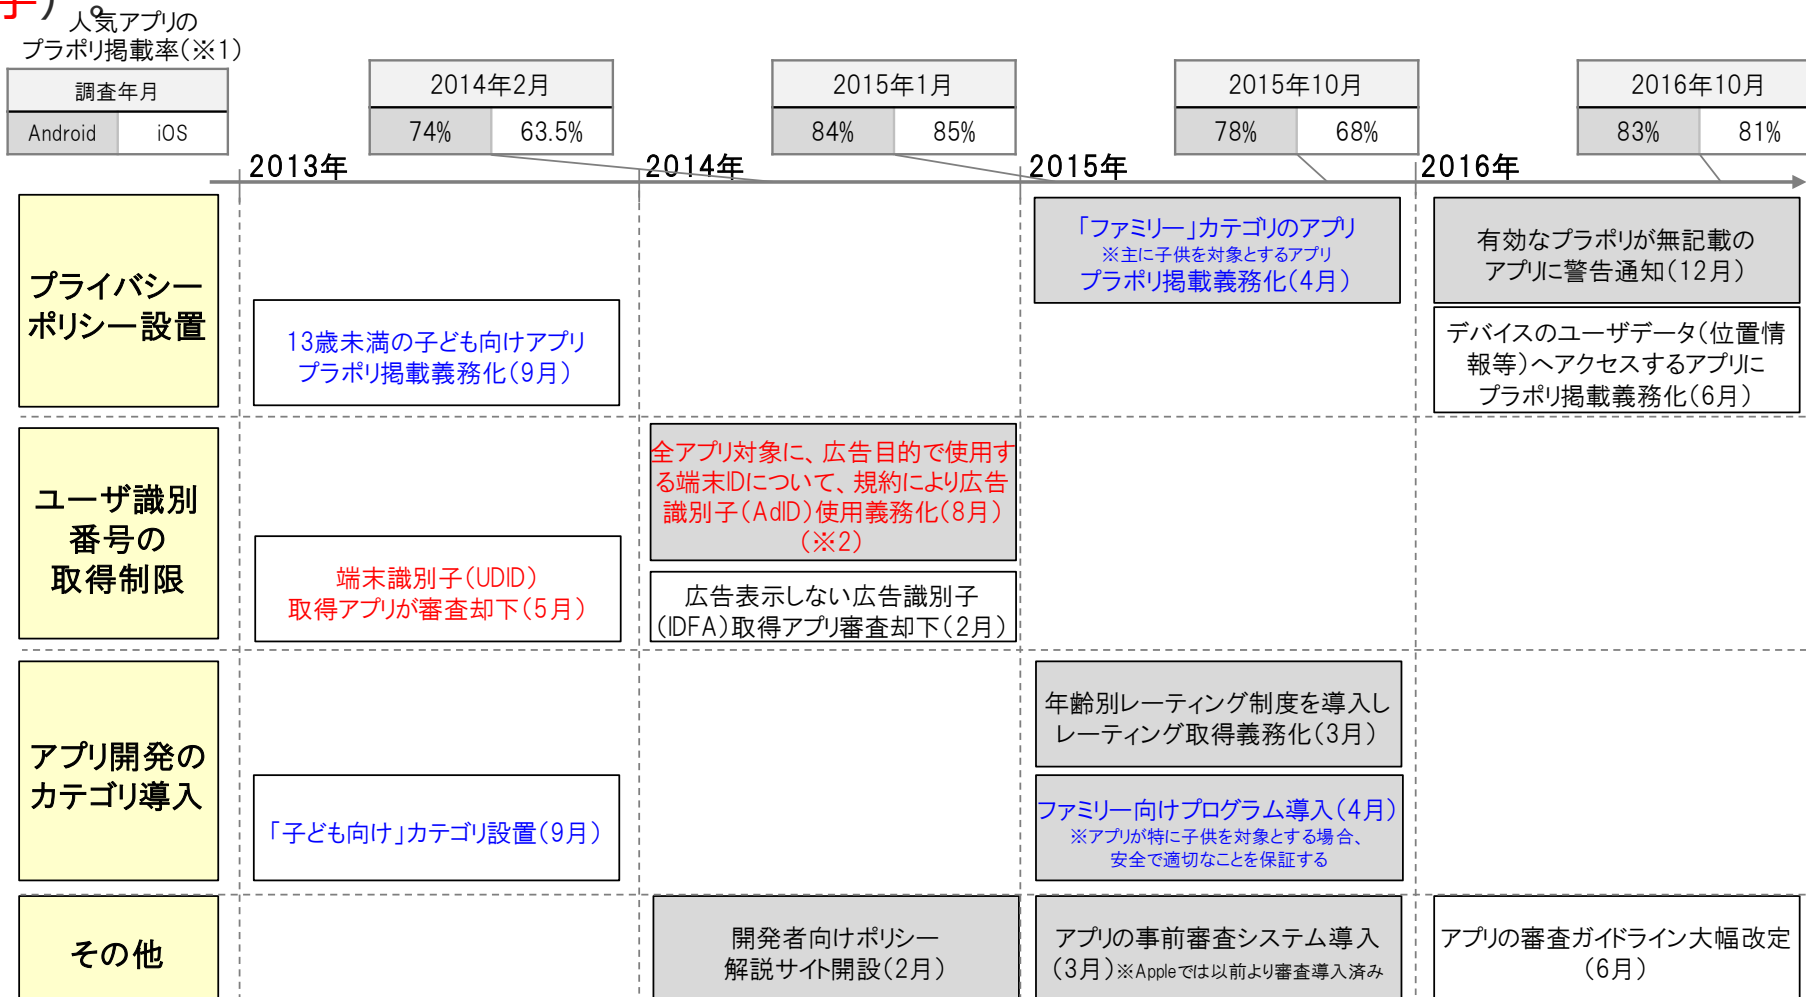 字）。
人気アプリの
プラポリ掲載率（※1）
調査年月
Android iOS
2014年2月
74% 63.5%
2015年1月
84% 85%
2015年10月
78% 68%
2016年10月
83% 81%
2013年 2014年 2015年 2016年
プライバシー
ポリシー設置
13歳未満の子ども向けアプリ
プラポリ掲載義務化（9月）
「ファミリー」カテゴリのアプリ
※主に子供を対象とするアプリ
プラポリ掲載義務化（4月）
有効なプラポリが無記載の
アプリに警告通知（12月）
デバイスのユーザデータ（位置情
報等）へアクセスするアプリに
プラポリ掲載義務化（6月）
ユーザ識別
番号の
取得制限
端末識別子（UDID）
取得アプリが審査却下（5月）
全アプリ対象に、広告目的で使用す
る端末IDについて、規約により広告
識別子（AdID）使用義務化（8月）
（※2）
広告表示しない広告識別子
（IDFA）取得アプリ審査却下（2月）
アプリ開発の
カテゴリ導入
「子ども向け」カテゴリ設置（9月）
年齢別レーティング制度を導入し
レーティング取得義務化（3月）
ファミリー向けプログラム導入（4月）
※アプリが特に子供を対象とする場合、
安全で適切なことを保証する
その他
開発者向けポリシー
解説サイト開設（2月）
アプリの事前審査システム導入
（3月）※Appleでは以前より審査導入済み
アプリの審査ガイドライン大幅改定
（6月）